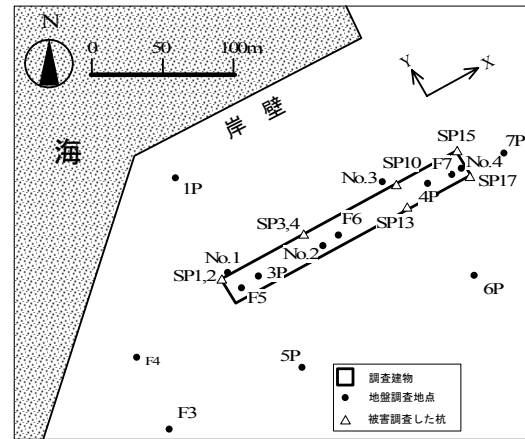 N
0 50 100m
海
岸壁
Y
X
1P
SP15
7P
SP10
F7
No.4
No.3
4P
SP17
SP3,4
F6
SP13
No.2
No.1
SP1,2
3P
F5
6P
F4
5P
F3
調査建物
地盤調査地点
被害調査した杭